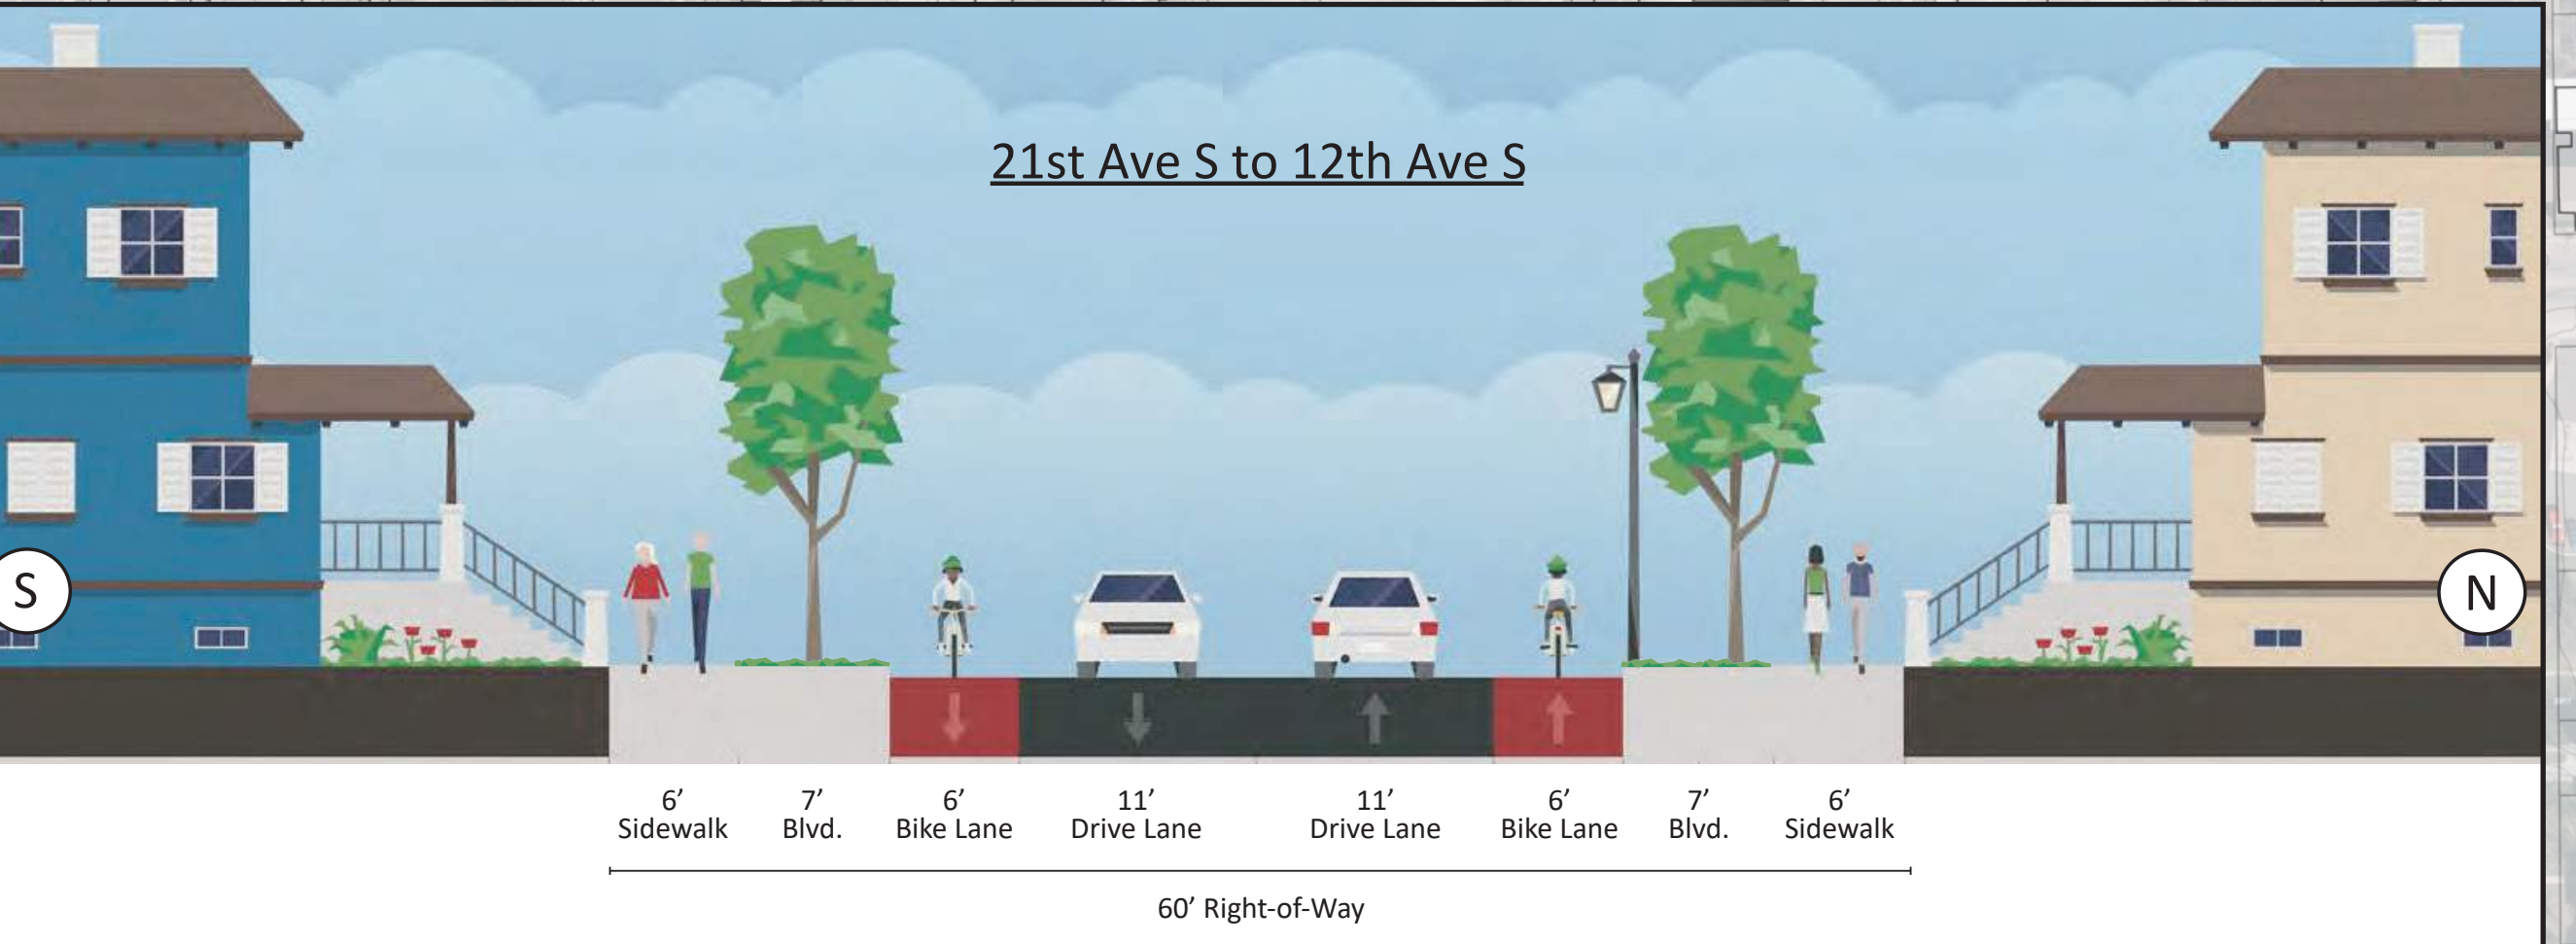 21st Ave S to 12th Ave S
S
N
6’
Sidewalk
7’
Blvd.
6’
Bike Lane
11’
Drive Lane
11’
Drive Lane
6’
Bike Lane
7’
Blvd.
6’
Sidewalk
60’ Right-of-Way